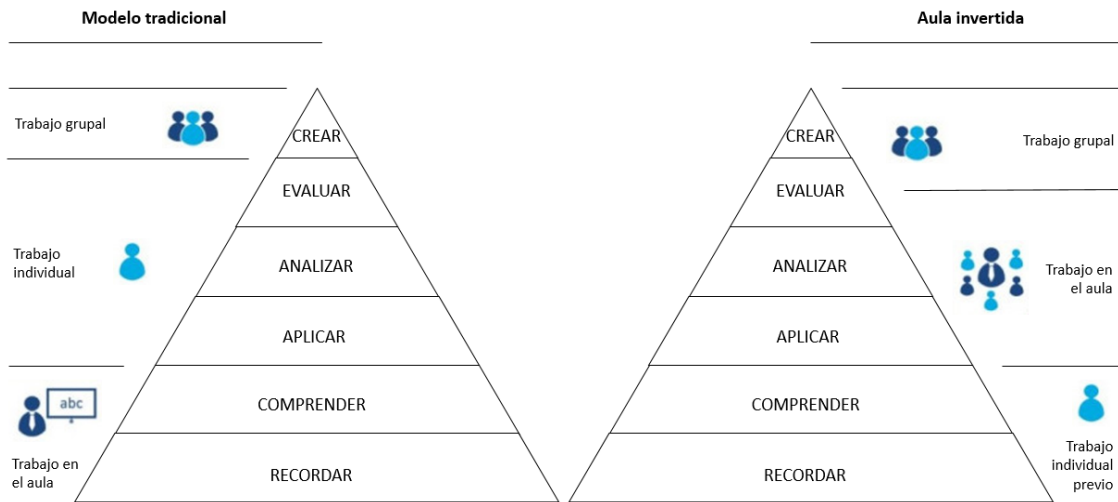 Modelo tradicional
Trabajo grupal
Trabajo
individual
abc
Trabajo en
el aula
CREAR
EVALUAR
ANALIZAR
APLICAR
COMPRENDER
RECORDAR
Aula invertida
CREAR
EVALUAR
ANALIZAR
APLICAR
COMPRENDER
RECORDAR
Trabajo grupal
Trabajo en
el aula
Trabajo
individual
previo